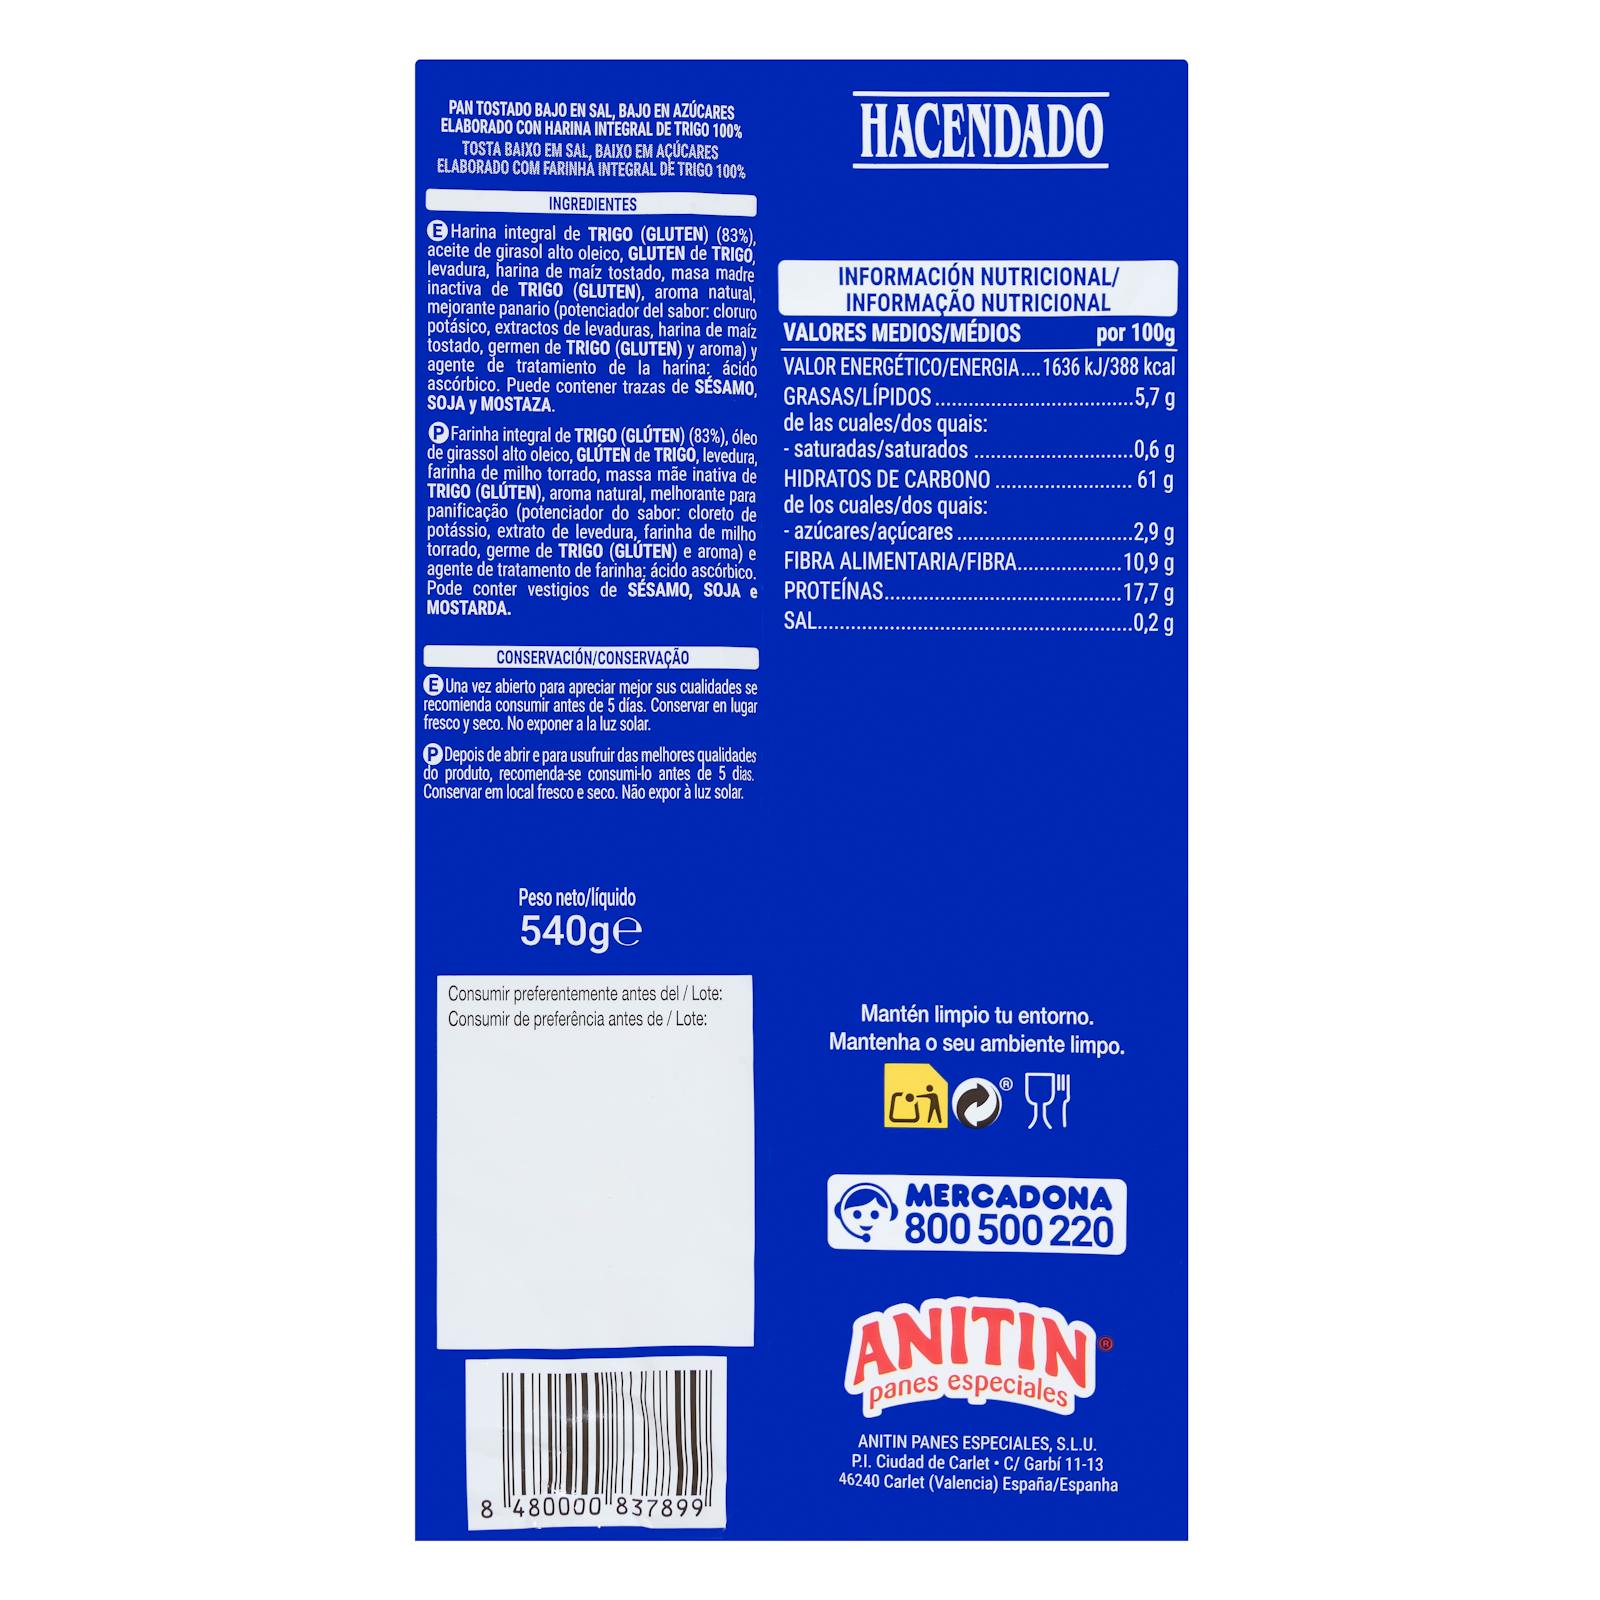 PAN TOSTADO BAJO EN SAL, BAJO EN AZÚCARES
ELABORADO CON HARINA INTEGRAL DE TRIGO 100%
TOSTA BAIXO EM SAL, BAIXO EM AÇÚCARES
ELABORADO COM FARINHA INTEGRAL DE TRIGO 100%
INGREDIENTES
E Harina integral de TRIGO (GLUTEN) (83%),
aceite de girasol alto oleico, GLUTEN de TRIGO,
levadura, harina de maíz tostado, masa madre
inactiva de TRIGO (GLUTEN), aroma natural,
mejorante panario (potenciador del sabor: cloruro
potásico, extractos de levaduras, harina de maíz
tostado, germen de TRIGO (GLUTEN) y aroma) y
agente de tratamiento de la harina: ácido
ascórbico. Puede contener trazas de SÉSAMO,
SOJA y MOSTAZA.
P Farinha integral de TRIGO (GLÚTEN) (83%), óleo
de girassol alto oleico, GLÚTEN de TRIGO, levedura,
farinha de milho torrado, massa mãe inativa de
TRIGO (GLÚTEN), aroma natural, melhorante para
panificação (potenciador do sabor: cloreto de
potássio, extrato de levedura, farinha de milho
torrado, germe de TRIGO (GLÚTEN) e aroma) e
agente de tratamento de farinha: ácido ascórbico.
Pode conter vestigios de SÉSAMO, SOJA e
MOSTARDA.
CONSERVACIÓN/CONSERVAÇÃO
E Una vez abierto para apreciar mejor sus cualidades se
recomienda consumir antes de 5 días. Conservar en lugar
fresco y seco. No exponer a la luz solar.
P Depois de abrir e para usufruir das melhores qualidades
do produto, recomenda-se consumi-lo antes de 5 dias.
Conservar em local fresco e seco. Não expor à luz solar.
Peso neto/líquido
540g℮
Consumir preferentemente antes del / Lote:
Consumir de preferência antes de / Lote:
8 480000 837899
HACENDADO
INFORMACIÓN NUTRICIONAL/
INFORMAÇÃO NUTRICIONAL
VALORES MEDIOS/MÉDIOS por 100g
VALOR ENERGÉTICO/ENERGIA....1636 kJ/388 kcal
GRASAS/LÍPIDOS..............................5,7 g
de las cuales/dos quais:
- saturadas/saturados ........................0,6 g
HIDRATOS DE CARBONO .................... 61 g
de los cuales/dos quais:
- azúcares/açúcares..........................2,9 g
FIBRA ALIMENTARIA/FIBRA...............10,9 g
PROTEÍNAS...................................17,7 g
SAL..............................................0,2 g
Mantén limpio tu entorno.
Mantenha o seu ambiente limpo.
®
MERCADONA
800 500 220
ANITIN ®
panes especiales
ANITIN PANES ESPECIALES, S.L.U.
P.I. Ciudad de Carlet • C/ Garbí 11-13
46240 Carlet (Valencia) España/Espanha